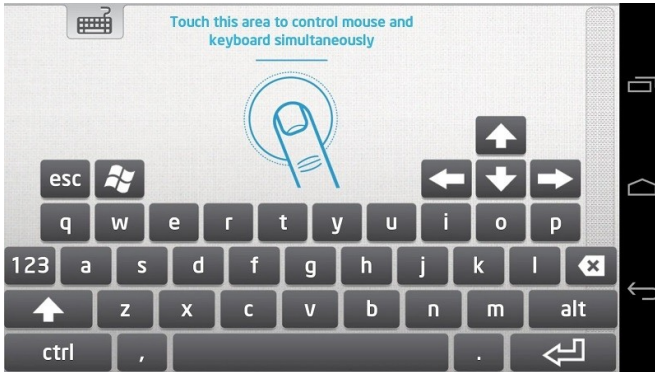 Touch this area to control mouse and
keyboard simultaneously
esc
q w e r t y u i o p
123 a s d f g h j k l
z x c v b n m alt
ctrl , .